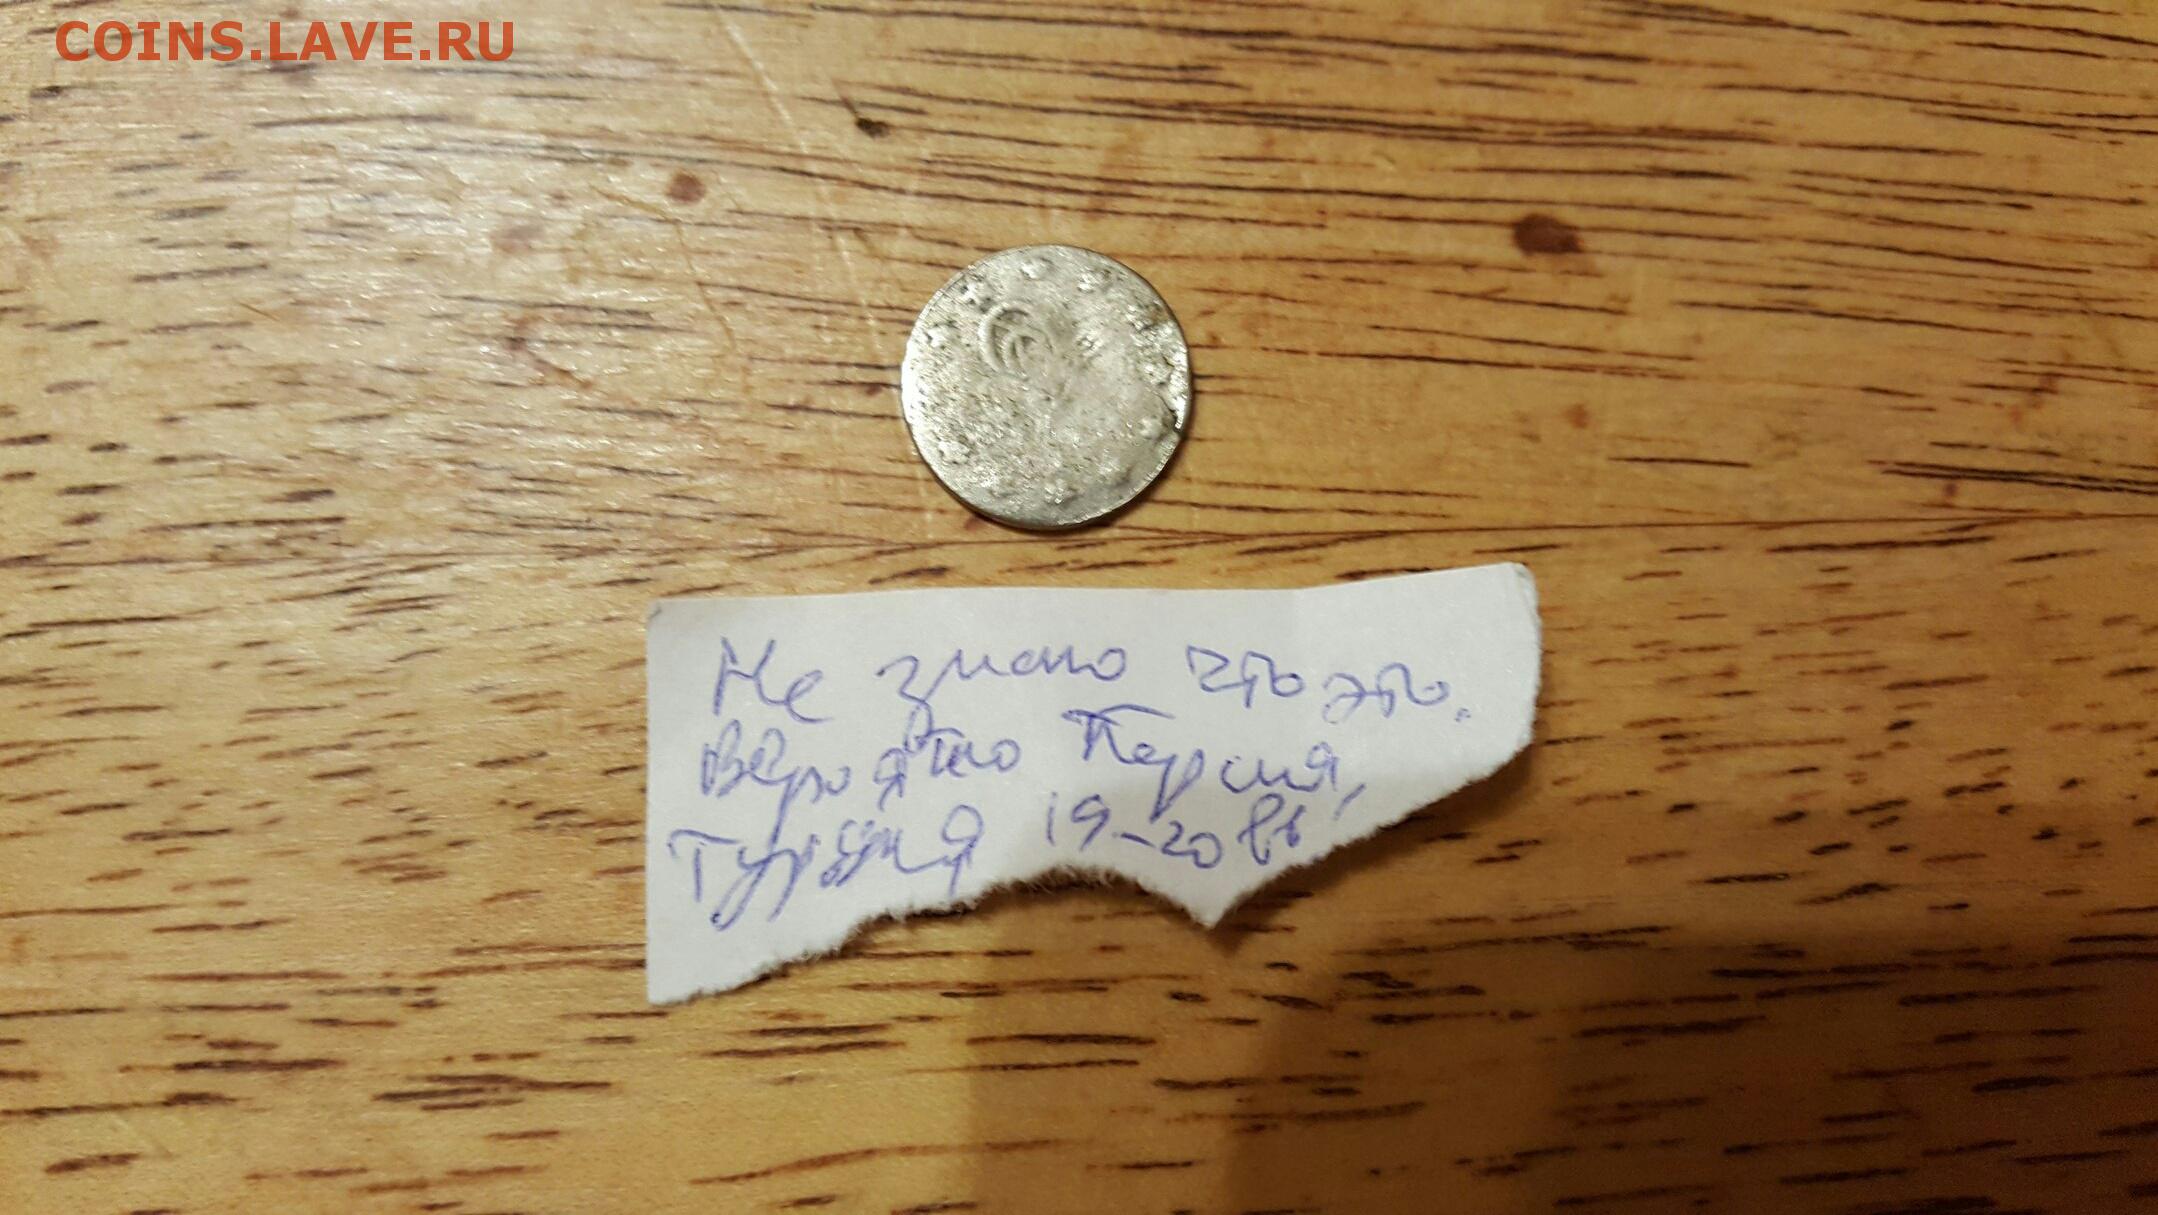 COINS.LAVE.RU
Не знаю что это.
Вероятно Персия,
Турция 19-20 вв.